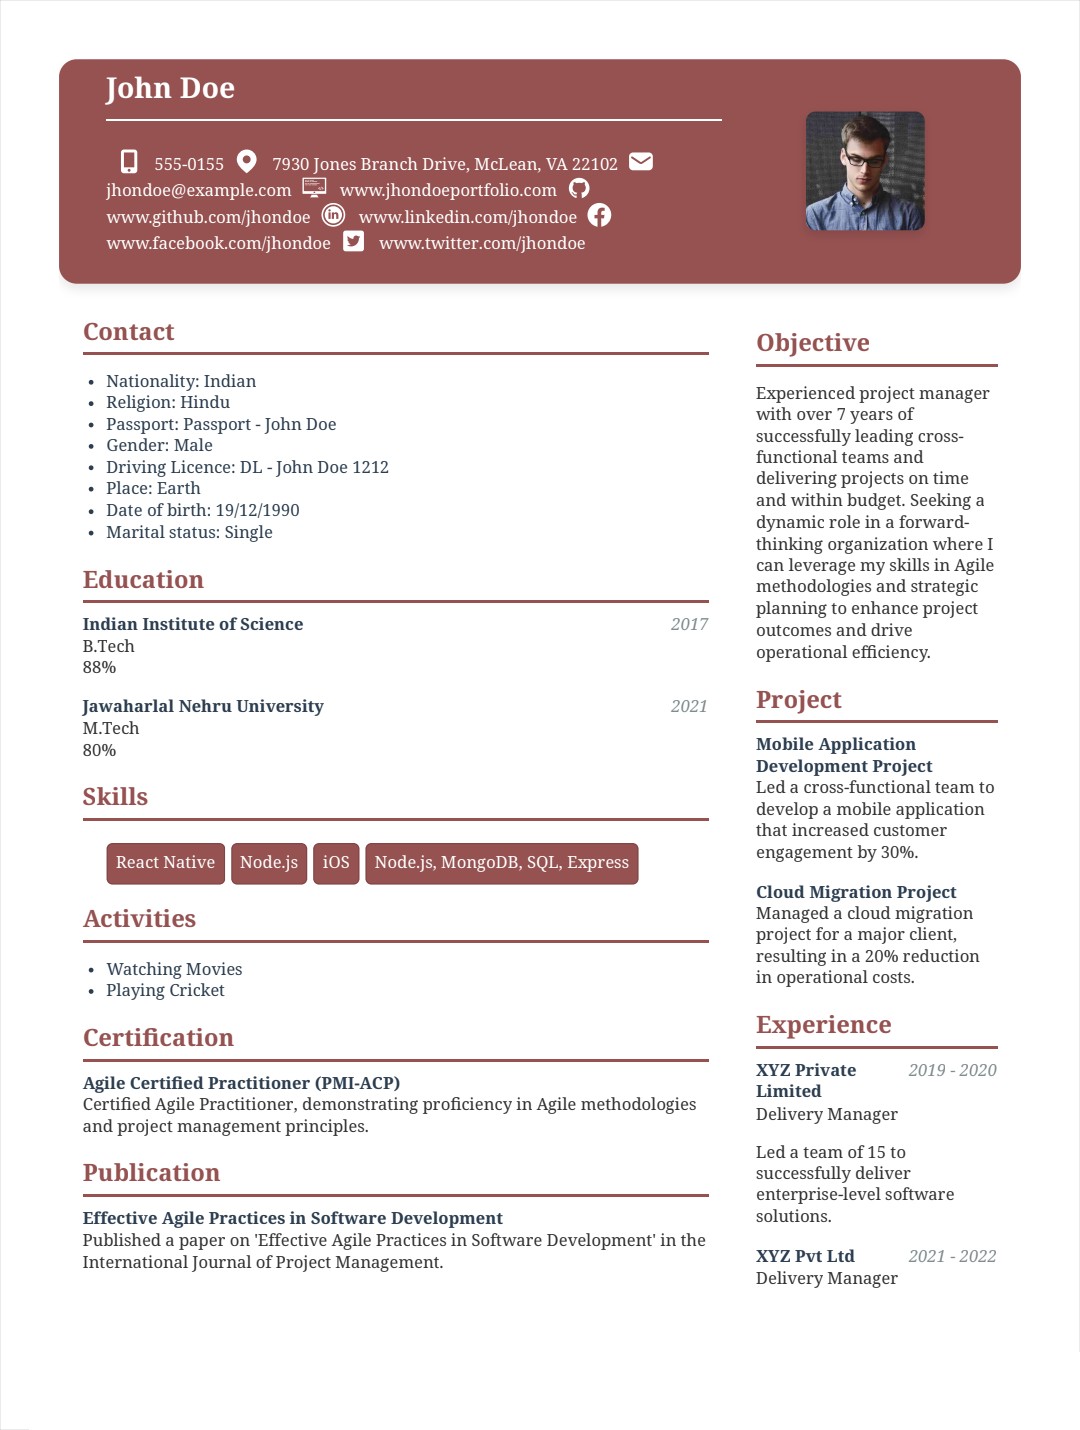 John Doe
555-0155 7930 Jones Branch Drive, McLean, VA 22102
jhondoe@example.com www.jhondoeportfolio.com
www.github.com/jhondoe www.linkedin.com/jhondoe
www.facebook.com/jhondoe www.twitter.com/jhondoe
Contact
• Nationality: Indian
• Religion: Hindu
• Passport: Passport - John Doe
• Gender: Male
• Driving Licence: DL - John Doe 1212
• Place: Earth
• Date of birth: 19/12/1990
• Marital status: Single
Education
Indian Institute of Science 2017
B.Tech
88%
Jawaharlal Nehru University 2021
M.Tech
80%
Skills
React Native Node.js iOS Node.js, MongoDB, SQL, Express
Activities
• Watching Movies
• Playing Cricket
Certification
Agile Certified Practitioner (PMI-ACP)
Certified Agile Practitioner, demonstrating proficiency in Agile methodologies
and project management principles.
Publication
Effective Agile Practices in Software Development
Published a paper on 'Effective Agile Practices in Software Development' in the
International Journal of Project Management.
Objective
Experienced project manager
with over 7 years of
successfully leading cross-
functional teams and
delivering projects on time
and within budget. Seeking a
dynamic role in a forward-
thinking organization where I
can leverage my skills in Agile
methodologies and strategic
planning to enhance project
outcomes and drive
operational efficiency.
Project
Mobile Application
Development Project
Led a cross-functional team to
develop a mobile application
that increased customer
engagement by 30%.
Cloud Migration Project
Managed a cloud migration
project for a major client,
resulting in a 20% reduction
in operational costs.
Experience
XYZ Private 2019 - 2020
Limited
Delivery Manager
Led a team of 15 to
successfully deliver
enterprise-level software
solutions.
XYZ Pvt Ltd 2021 - 2022
Delivery Manager